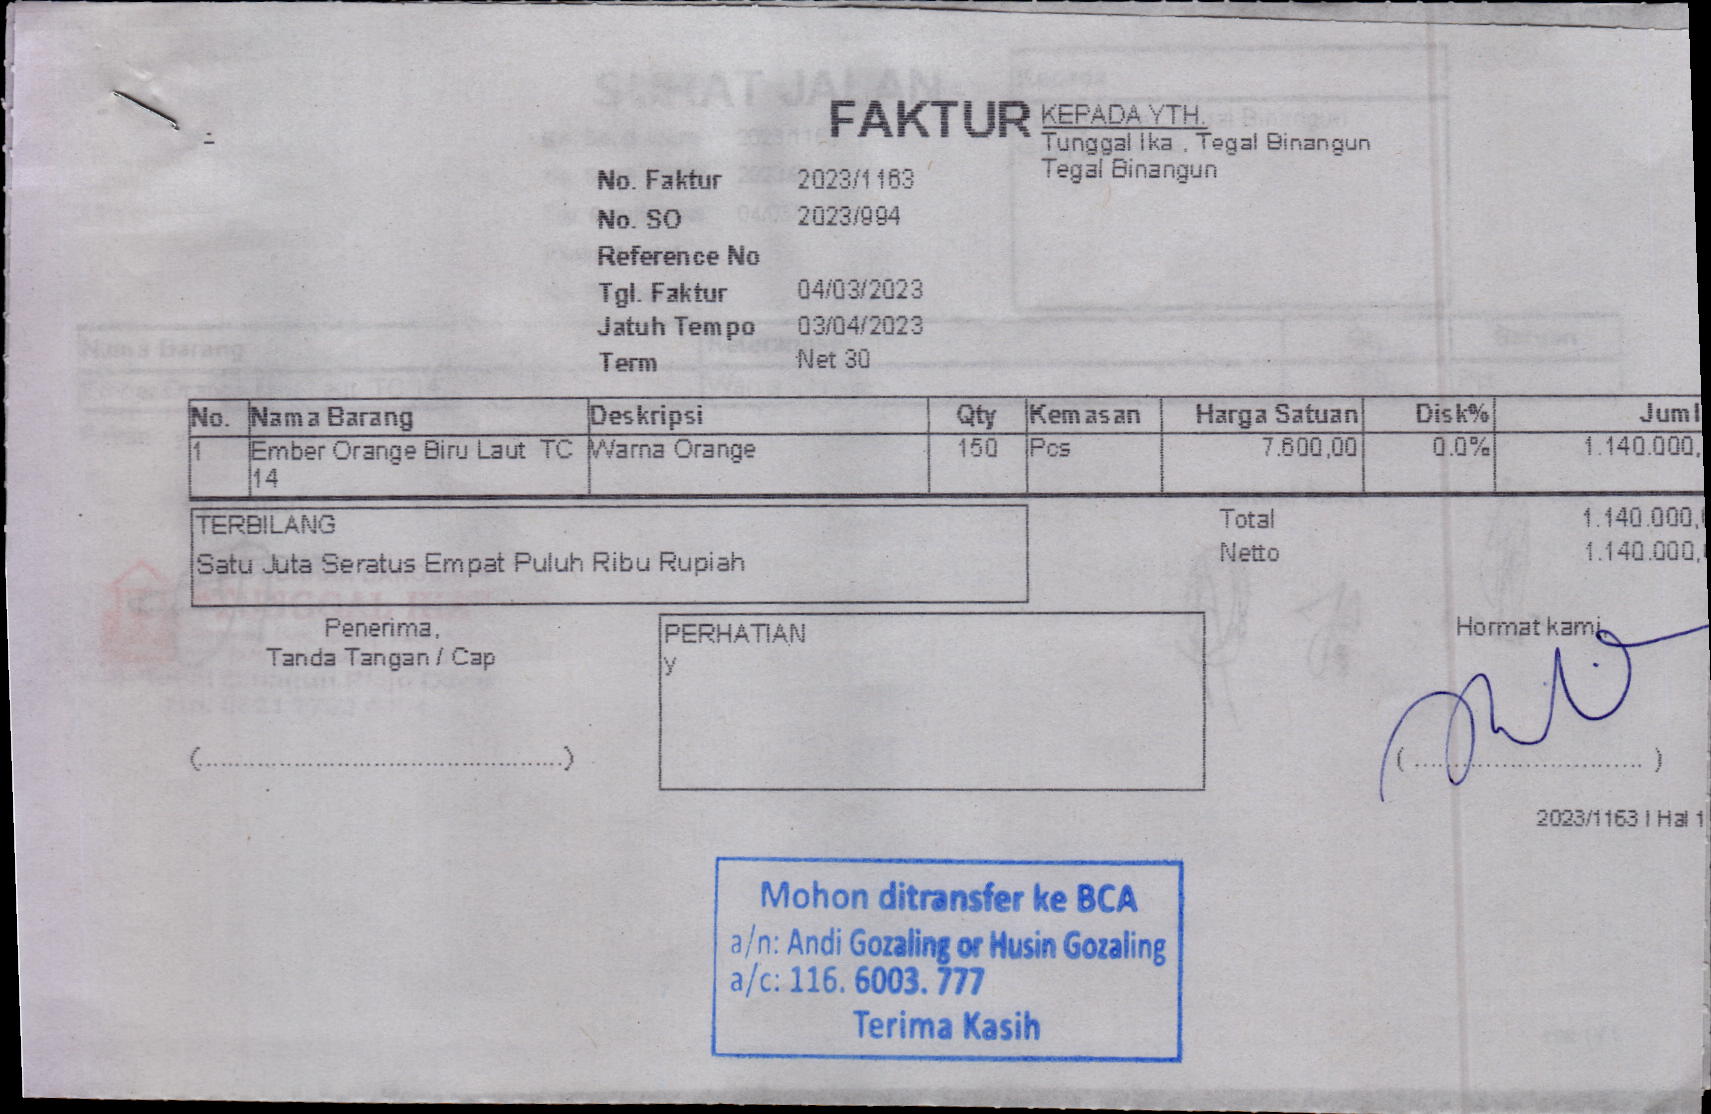 FAKTUR
KEPADA YTH.
Tunggal Ika , Tegal Binangun
Tegal Binangun
No. Faktur 2023/1163
No. SO 2023/994
Reference No
Tgl. Faktur 04/03/2023
Jatuh Tempo 03/04/2023
Term Net 30
No. Nama Barang Deskripsi Qty Kemasan Harga Satuan Disk% Juml
1 Ember Orange Biru Laut TC Warna Orange 150 Pcs 7.600,00 0.0% 1.140.000,
14
TERBILANG
Satu Juta Seratus Empat Puluh Ribu Rupiah
Total 1.140.000,
Netto 1.140.000,
Penerima,
Tanda Tangan / Cap
(..............................................)
PERHATIAN
y
Hormat kami
( .............................. )
2023/1163 | Hal 1
Mohon ditransfer ke BCA
a/n: Andi Gozaling or Husin Gozaling
a/c: 116. 6003. 777
Terima Kasih